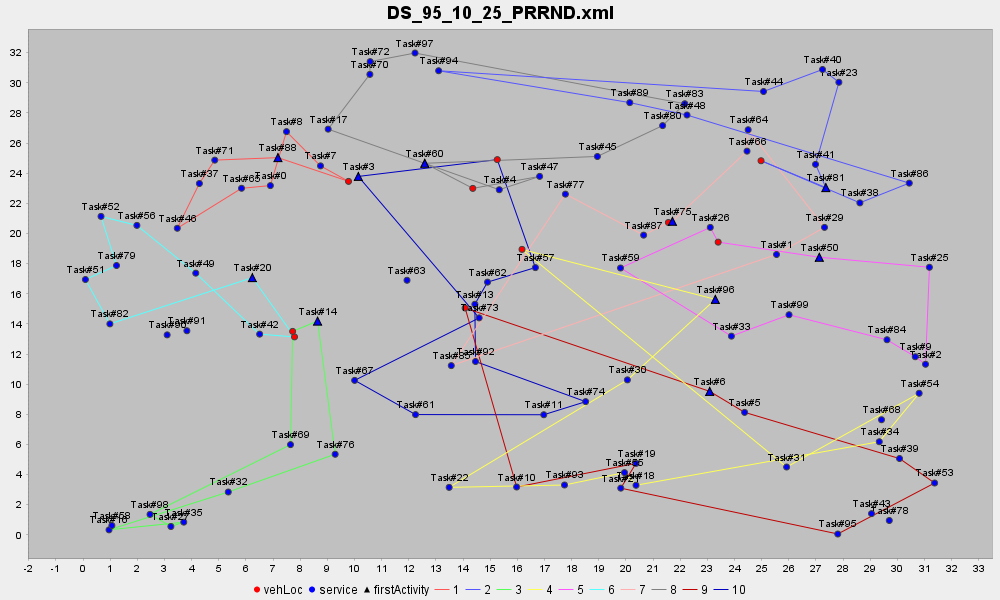 DS_95_10_25_PRRND.xml
32
30
28
26
24
22
20
18
16
14
12
10
8
6
4
2
0
Task#97
Task#72
Task#70
Task#94
Task#40
Task#23
Task#44
Task#89
Task#83
Task#48
Task#80
Task#64
Task#8
Task#17
Task#66
Task#71
Task#88
Task#7
Task#3
Task#60
Task#45
Task#41
Task#37
Task#65
Task#0
Task#4
Task#47
Task#77
Task#81
Task#86
Task#38
Task#52
Task#56
Task#46
Task#87
Task#75
Task#26
Task#29
Task#79
Task#51
Task#49
Task#20
Task#63
Task#62
Task#57
Task#59
Task#1
Task#50
Task#25
Task#82
Task#91
Task#42
Task#14
Task#13
Task#73
Task#96
Task#99
Task#33
Task#84
Task#9
Task#2
Task#92
Task#67
Task#30
Task#6
Task#54
Task#61
Task#11
Task#74
Task#5
Task#68
Task#34
Task#69
Task#76
Task#19
Task#31
Task#39
Task#32
Task#22
Task#10
Task#93
Task#18
Task#53
Task#98
Task#58
Task#35
Task#95
Task#43
Task#78
-2 -1 0 1 2 3 4 5 6 7 8 9 10 11 12 13 14 15 16 17 18 19 20 21 22 23 24 25 26 27 28 29 30 31 32 33
vehLoc service firstActivity 1 2 3 4 5 6 7 8 9 10